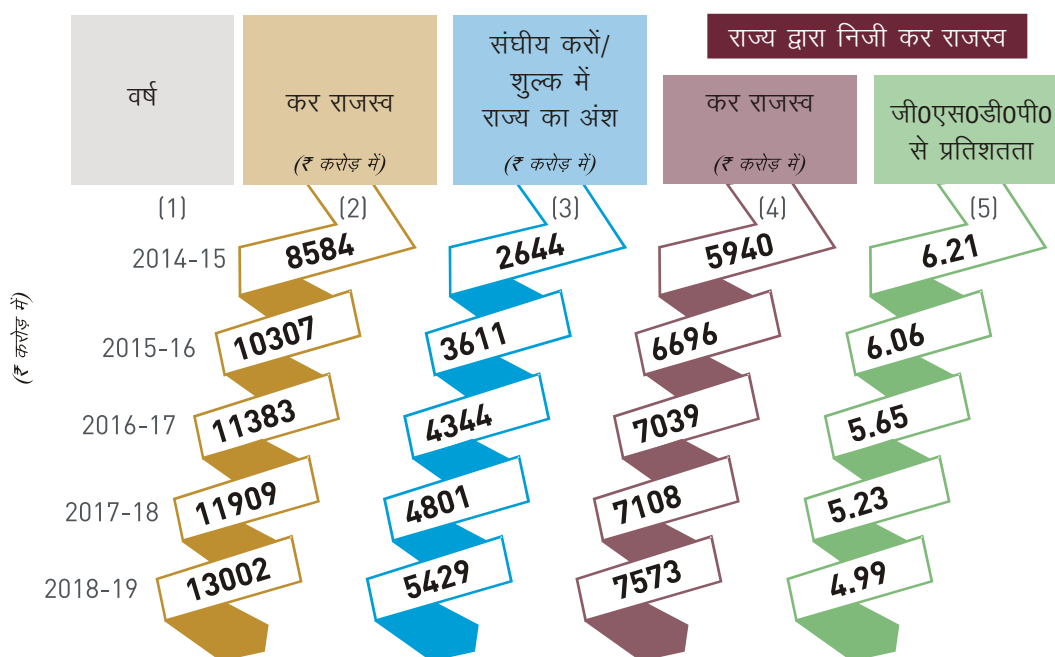 राज्य द्वारा निजी कर राजस्व
वर्ष
कर राजस्व
(₹ करोड़ में)
संघीय करों/
शुल्क में
राज्य का अंश
(₹ करोड़ में)
कर राजस्व
(₹ करोड़ में)
जी0एस0डी0पी0
से प्रतिशतता
(1) (2) (3) (4) (5)
(₹ करोड़ में)
2014-15 8584 2644 5940 6.21
2015-16 10307 3611 6696 6.06
2016-17 11383 4344 7039 5.65
2017-18 11909 4801 7108 5.23
2018-19 13002 5429 7573 4.99